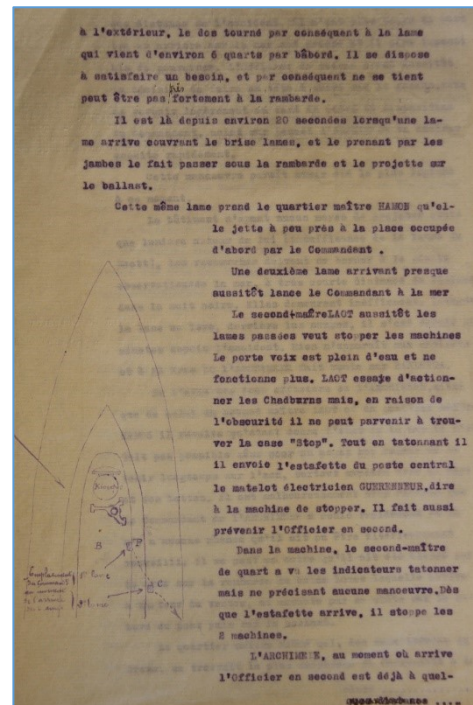 à l'extérieur, le dos tourné par conséquent à la lame
qui vient d'environ 6 quarts par bâbord. Il se dispose
à satisfaire un besoin, et par conséquent ne se tient
peut être pas près fortement à la rambarde.
Il est là depuis environ 20 secondes lorsqu'une la-
me arrive couvrant le brise lames, et le prenant par les
jambes le fait passer sous la rambarde et le projette sur
le ballast.
Cette même lame prend le quartier maître HAMON qu'el-
le jette à peu près à la place occupée
d'abord par le Commandant .
Une deuxième lame arrivant presque
aussitôt lance le Commandant à la mer
Le second-maître LAOT aussitôt les
lames passées veut stopper les machines
Le porte voix est plein d'eau et ne
fonctionne plus. LAOT essaye d'action-
ner les Chadburns mais, en raison de
l'obscurité il ne peut parvenir à trou-
ver la case "Stop". Tout en tatonnant il
il envoie l'estafette du poste central
le matelot électricien GUERENNEUR, dire
à la machine de stopper. Il fait aussi
prévenir l'Officier en second.
Dans la machine, le second-maître
de quart a vu les indicateurs tatonner
mais ne précisant aucune manoeuvre. Dès
que l'estafette arrive, il stoppe les
2 machines.
L'ARCHIMEDE, au moment où arrive
l'Officier en second est déjà à quel-
B
C